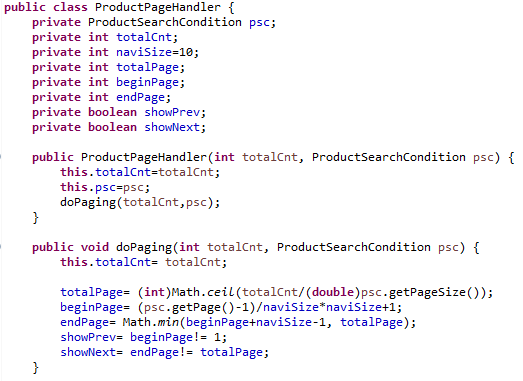 public class ProductPageHandler {
    private ProductSearchCondition psc;
    private int totalCnt;
    private int naviSize=10;
    private int totalPage;
    private int beginPage;
    private int endPage;
    private boolean showPrev;
    private boolean showNext;

    public ProductPageHandler(int totalCnt, ProductSearchCondition psc) {
        this.totalCnt=totalCnt;
        this.psc=psc;
        doPaging(totalCnt,psc);
    }

    public void doPaging(int totalCnt, ProductSearchCondition psc) {
        this.totalCnt= totalCnt;

        totalPage= (int)Math.ceil(totalCnt/(double)psc.getPageSize());
        beginPage= (psc.getPage()-1)/naviSize*naviSize+1;
        endPage= Math.min(beginPage+naviSize-1, totalPage);
        showPrev= beginPage!= 1;
        showNext= endPage!= totalPage;
    }